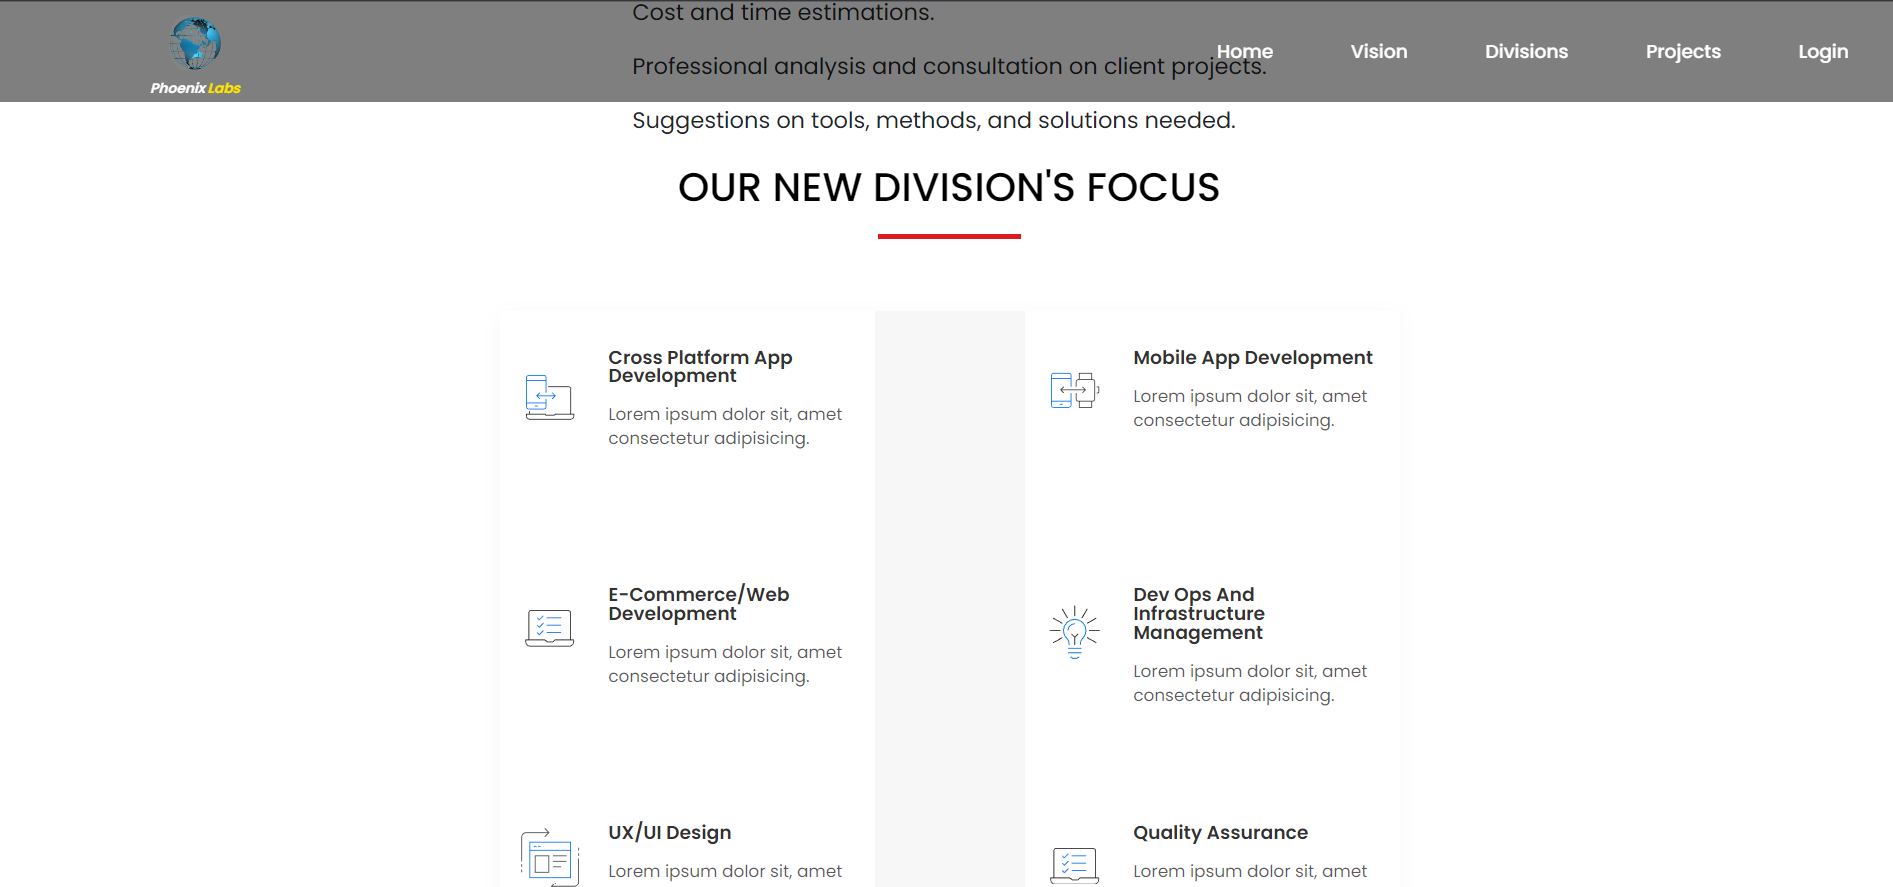 Cost and time estimations.
Phoenix Labs
Home
Vision
Divisions
Projects
Login
Professional analysis and consultation on client projects.
Suggestions on tools, methods, and solutions needed.
OUR NEW DIVISION'S FOCUS
Cross Platform App
Development
Lorem ipsum dolor sit, amet
consectetur adipisicing.
Mobile App Development
Lorem ipsum dolor sit, amet
consectetur adipisicing.
E-Commerce/Web
Development
Lorem ipsum dolor sit, amet
consectetur adipisicing.
Dev Ops And
Infrastructure
Management
Lorem ipsum dolor sit, amet
consectetur adipisicing.
UX/UI Design
Lorem ipsum dolor sit, amet
Quality Assurance
Lorem ipsum dolor sit, amet